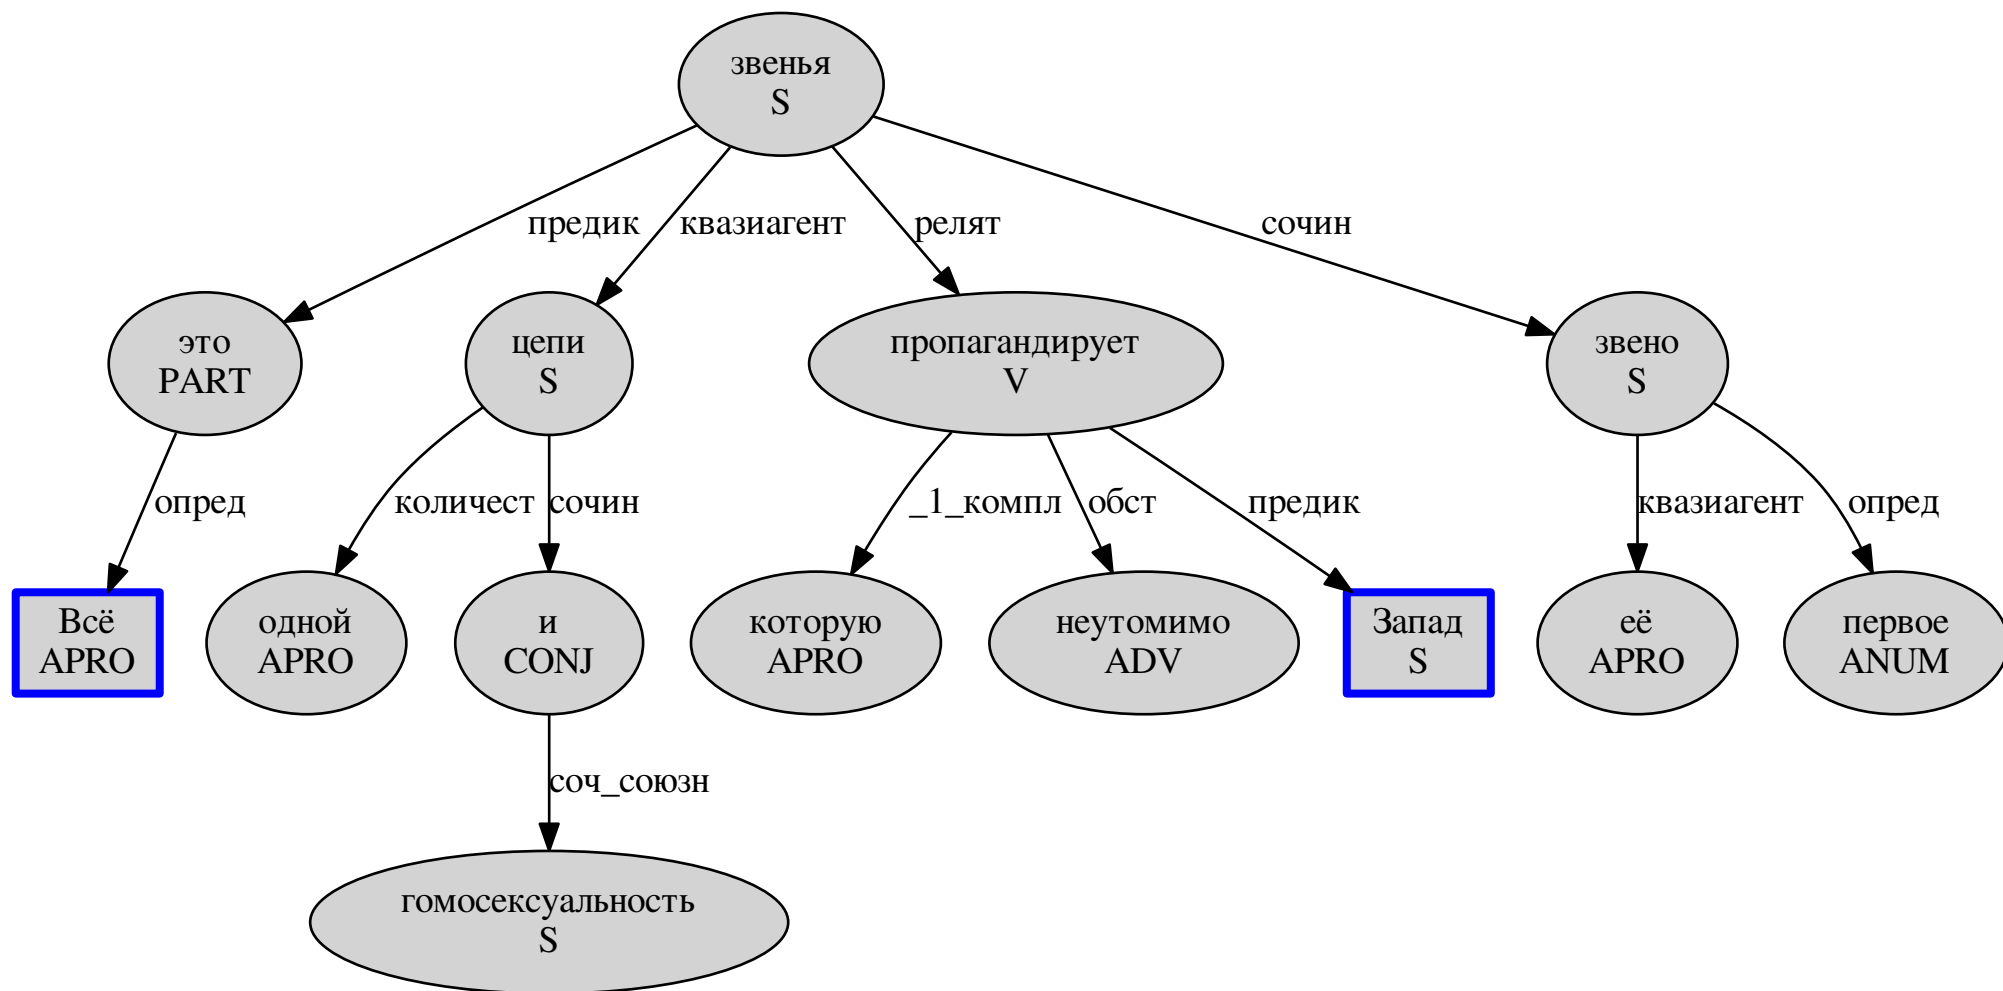 звенья
S
предик
квазиагент
релят
сочин
это
PART
цепи
S
пропагандирует
V
звено
S
опред
количест
сочин
_1_компл
обст
предик
квазиагент
опред
Всё
APRO
одной
APRO
и
CONJ
которую
APRO
неутомимо
ADV
Запад
S
её
APRO
первое
ANUM
соч_союзн
гомосексуальность
S